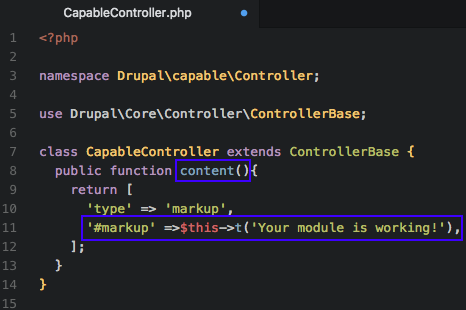 CapableController.php
1 <?php
2
3 namespace Drupal\capable\Controller;
4
5 use Drupal\Core\Controller\ControllerBase;
6
7 class CapableController extends ControllerBase {
8 public function content(){
9 return [
10 'type' => 'markup',
11 '#markup' =>$this->t('Your module is working!'),
12 ];
13 }
14 }
15